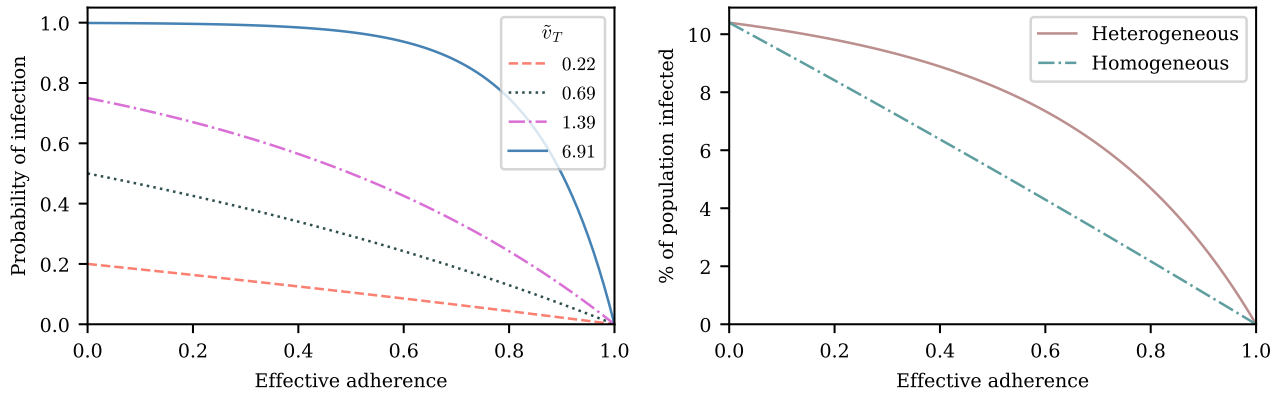 1.0
0.8
0.6
0.4
0.2
0.0
Probability of infection
0.0 0.2 0.4 0.6 0.8 1.0
Effective adherence
ṽ_T
0.22
0.69
1.39
6.91
10
8
6
4
2
0
% of population infected
0.0 0.2 0.4 0.6 0.8 1.0
Effective adherence
Heterogeneous
Homogeneous